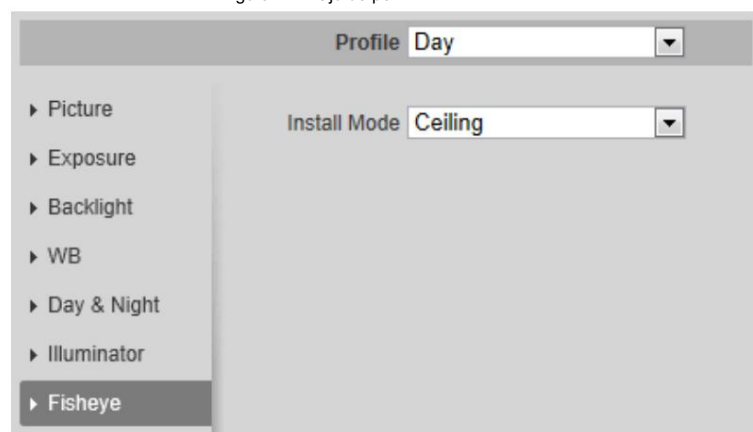 Profile Day
Install Mode Ceiling
Picture
Exposure
Backlight
WB
Day & Night
Illuminator
Fisheye